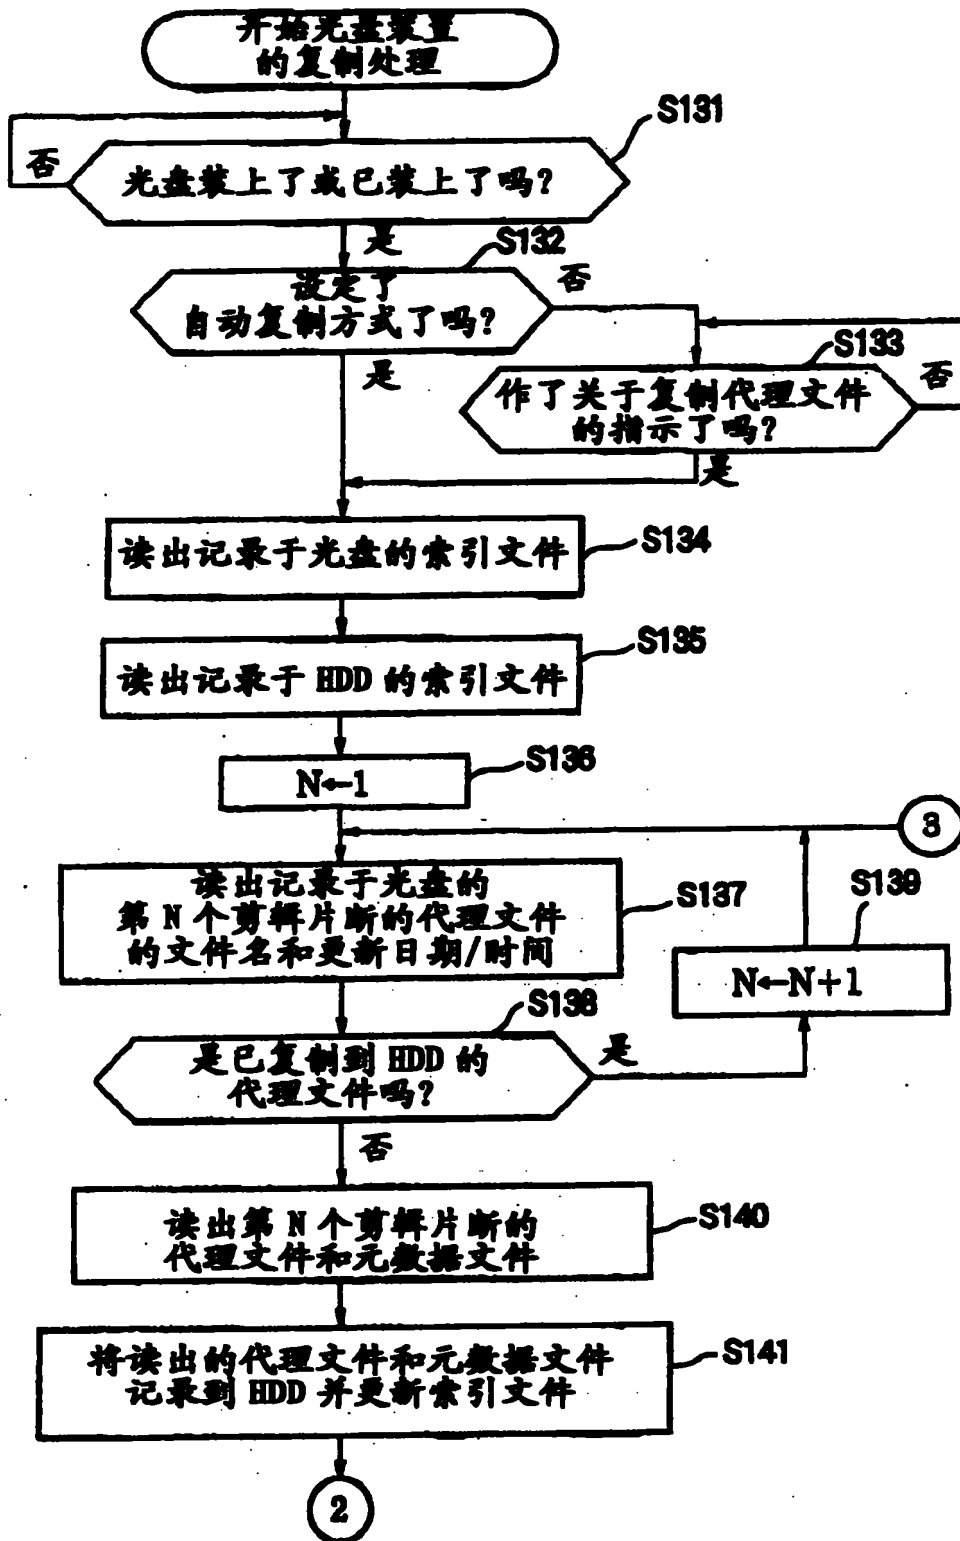 开始光盘装置
的复制处理
S131
否
光盘装上了或已装上了吗?
是
S132
设定了
自动复制方式了吗?
否
是
S133
作了关于复制代理文件
的指示了吗?
否
是
读出记录于光盘的索引文件
S134
读出记录于 HDD 的索引文件
S135
N←1
S136
3
读出记录于光盘的
第 N 个剪辑片断的代理文件
的文件名和更新日期/时间
S137
S139
N←N+1
S138
是已复制到 HDD 的
代理文件吗?
是
否
读出第 N 个剪辑片断的
代理文件和元数据文件
S140
将读出的代理文件和元数据文件
记录到 HDD 并更新索引文件
S141
2